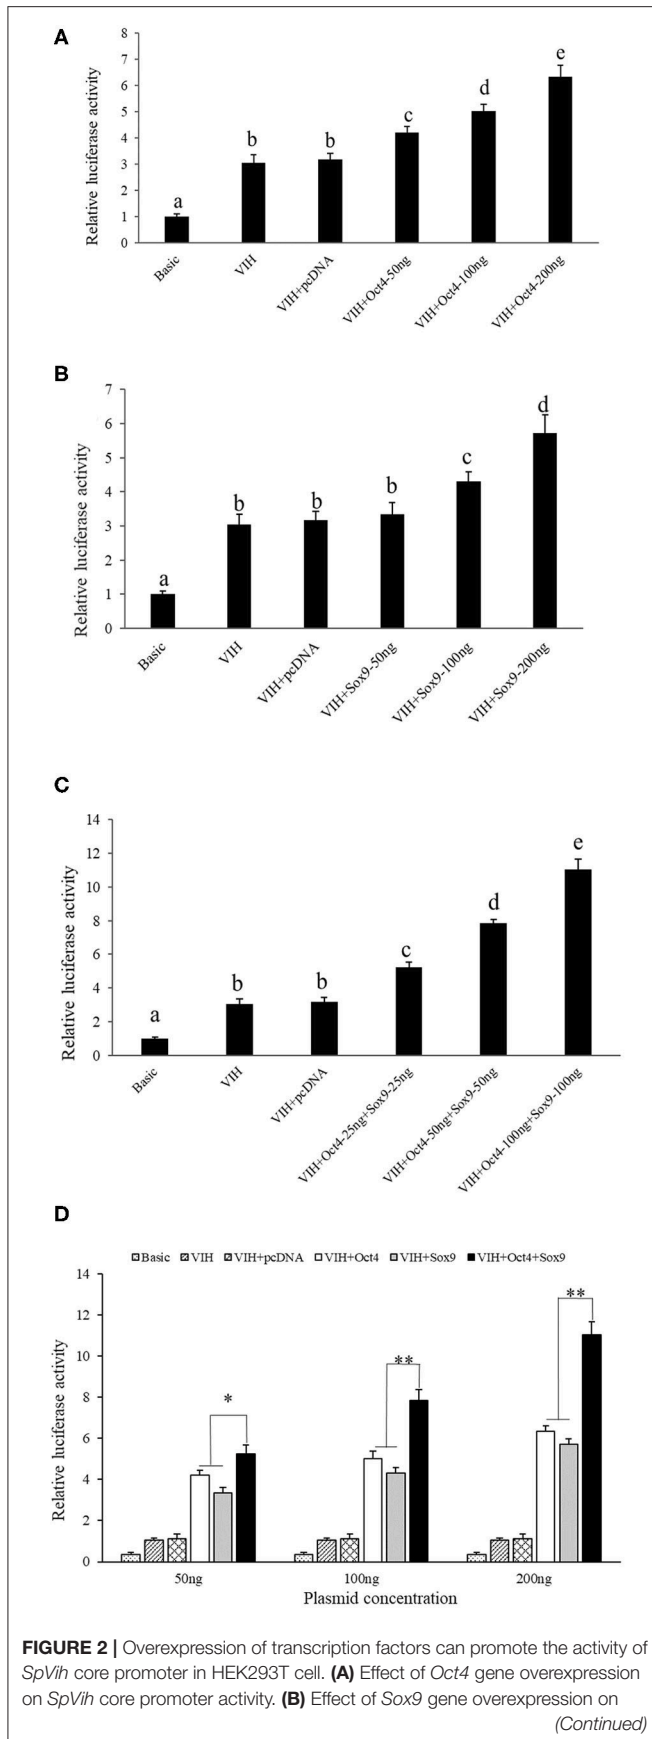 A
Relative luciferase activity
8
7
6
5
4
3
2
1
0
a
b
b
c
d
e
Basic
VIH
VIH+pcDNA
VIH+Oct4-50ng
VIH+Oct4-100ng
VIH+Oct4-200ng
B
Relative luciferase activity
7
6
5
4
3
2
1
0
a
b
b
b
c
d
Basic
VIH
VIH+pcDNA
VIH+Sox9-50ng
VIH+Sox9-100ng
VIH+Sox9-200ng
C
Relative luciferase activity
14
12
10
8
6
4
2
0
a
b
b
c
d
e
Basic
VIH
VIH+pcDNA
VIH+Oct4-25ng+Sox9-25ng
VIH+Oct4-50ng+Sox9-50ng
VIH+Oct4-100ng+Sox9-100ng
D
Basic VIH VIH+pcDNA VIH+Oct4 VIH+Sox9 VIH+Oct4+Sox9
Relative luciferase activity
14
12
10
8
6
4
2
0
*
**
**
50ng 100ng 200ng
Plasmid concentration
FIGURE 2 | Overexpression of transcription factors can promote the activity of
SpVih core promoter in HEK293T cell. (A) Effect of Oct4 gene overexpression
on SpVih core promoter activity. (B) Effect of Sox9 gene overexpression on
(Continued)